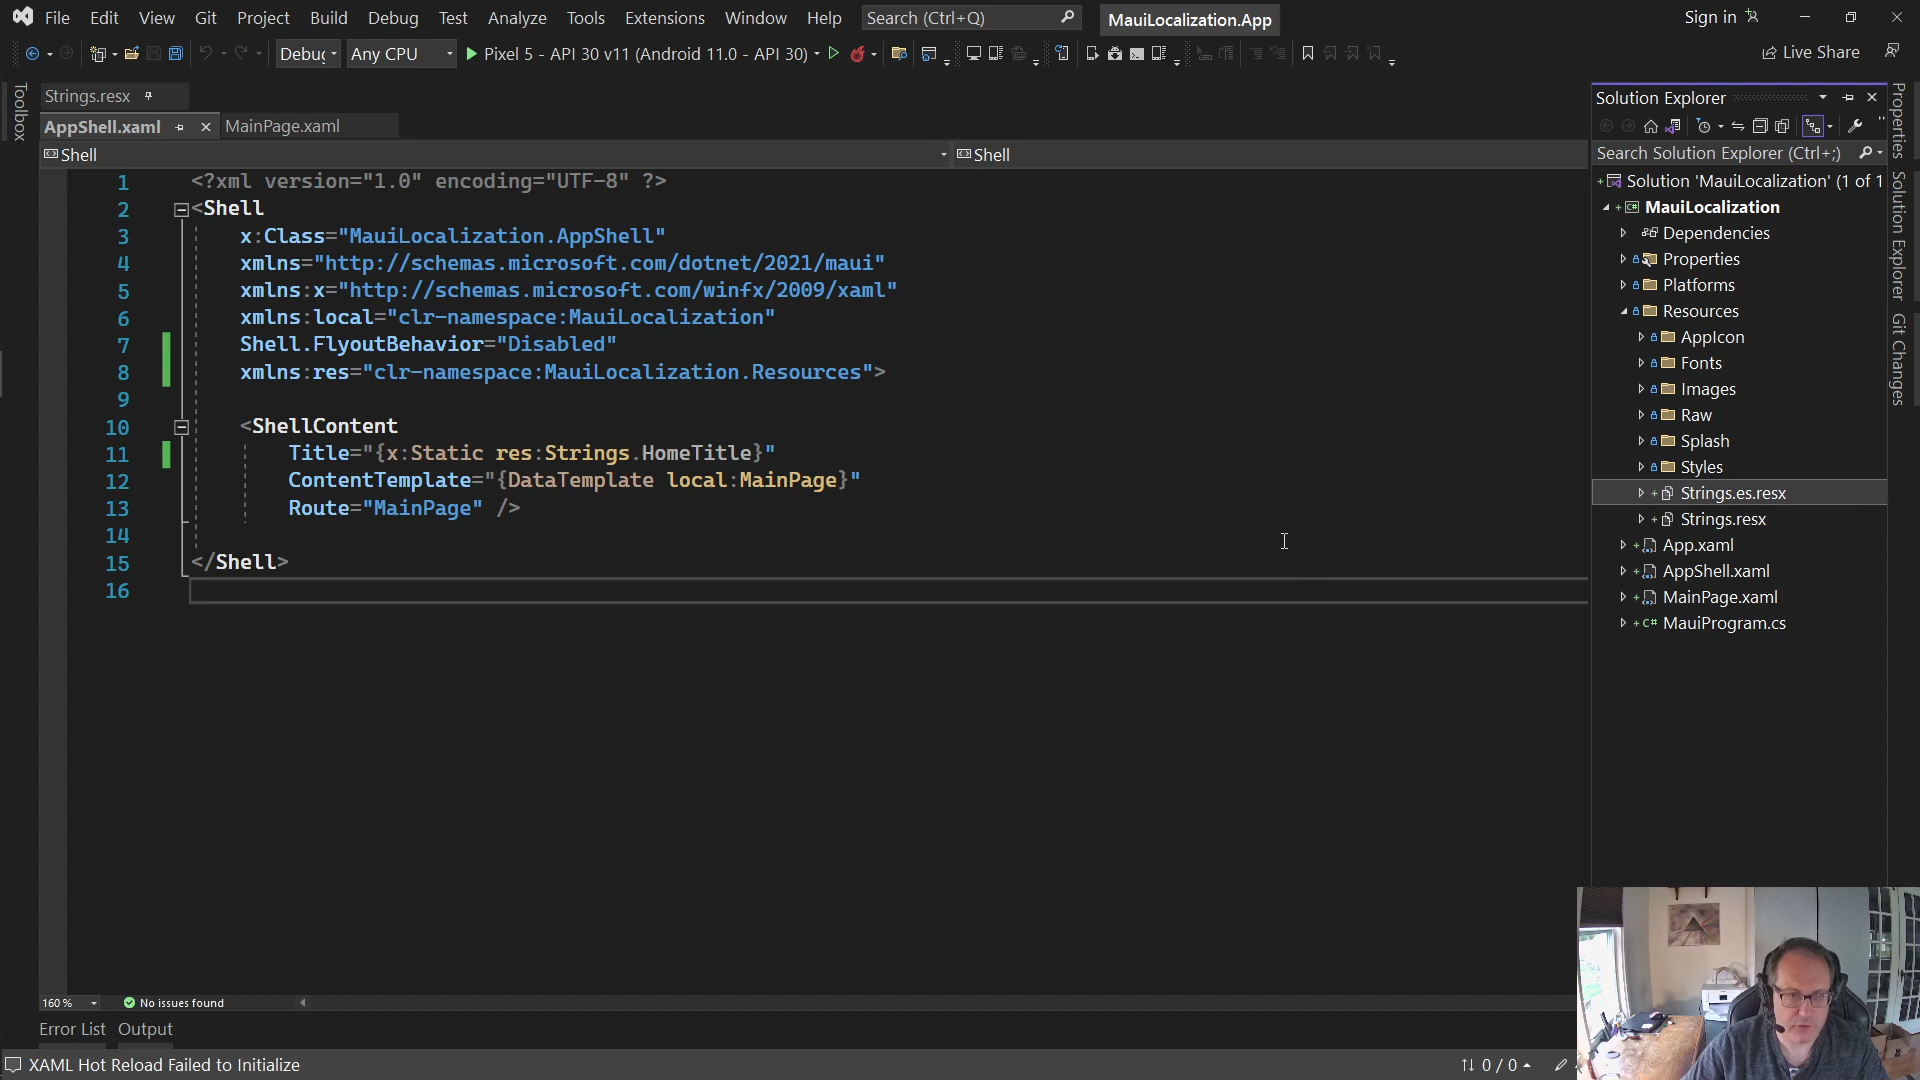 File Edit View Git Project Build Debug Test Analyze Tools Extensions Window Help Search (Ctrl+Q) MauiLocalization.App Sign in
Debug Any CPU Pixel 5 - API 30 v11 (Android 11.0 - API 30) Live Share
Toolbox
Strings.resx
AppShell.xaml MainPage.xaml
Shell Shell
1 <?xml version="1.0" encoding="UTF-8" ?>
2 <Shell
3 x:Class="MauiLocalization.AppShell"
4 xmlns="http://schemas.microsoft.com/dotnet/2021/maui"
5 xmlns:x="http://schemas.microsoft.com/winfx/2009/xaml"
6 xmlns:local="clr-namespace:MauiLocalization"
7 Shell.FlyoutBehavior="Disabled"
8 xmlns:res="clr-namespace:MauiLocalization.Resources">
9
10 <ShellContent
11 Title="{x:Static res:Strings.HomeTitle}"
12 ContentTemplate="{DataTemplate local:MainPage}"
13 Route="MainPage" />
14
15 </Shell>
16
160 % No issues found
Error List Output
XAML Hot Reload Failed to Initialize 0 / 0
Solution Explorer
Search Solution Explorer (Ctrl+;)
Solution 'MauiLocalization' (1 of 1
MauiLocalization
Dependencies
Properties
Platforms
Resources
AppIcon
Fonts
Images
Raw
Splash
Styles
Strings.es.resx
Strings.resx
App.xaml
AppShell.xaml
MainPage.xaml
MauiProgram.cs
Properties
Solution Explorer
Git Changes